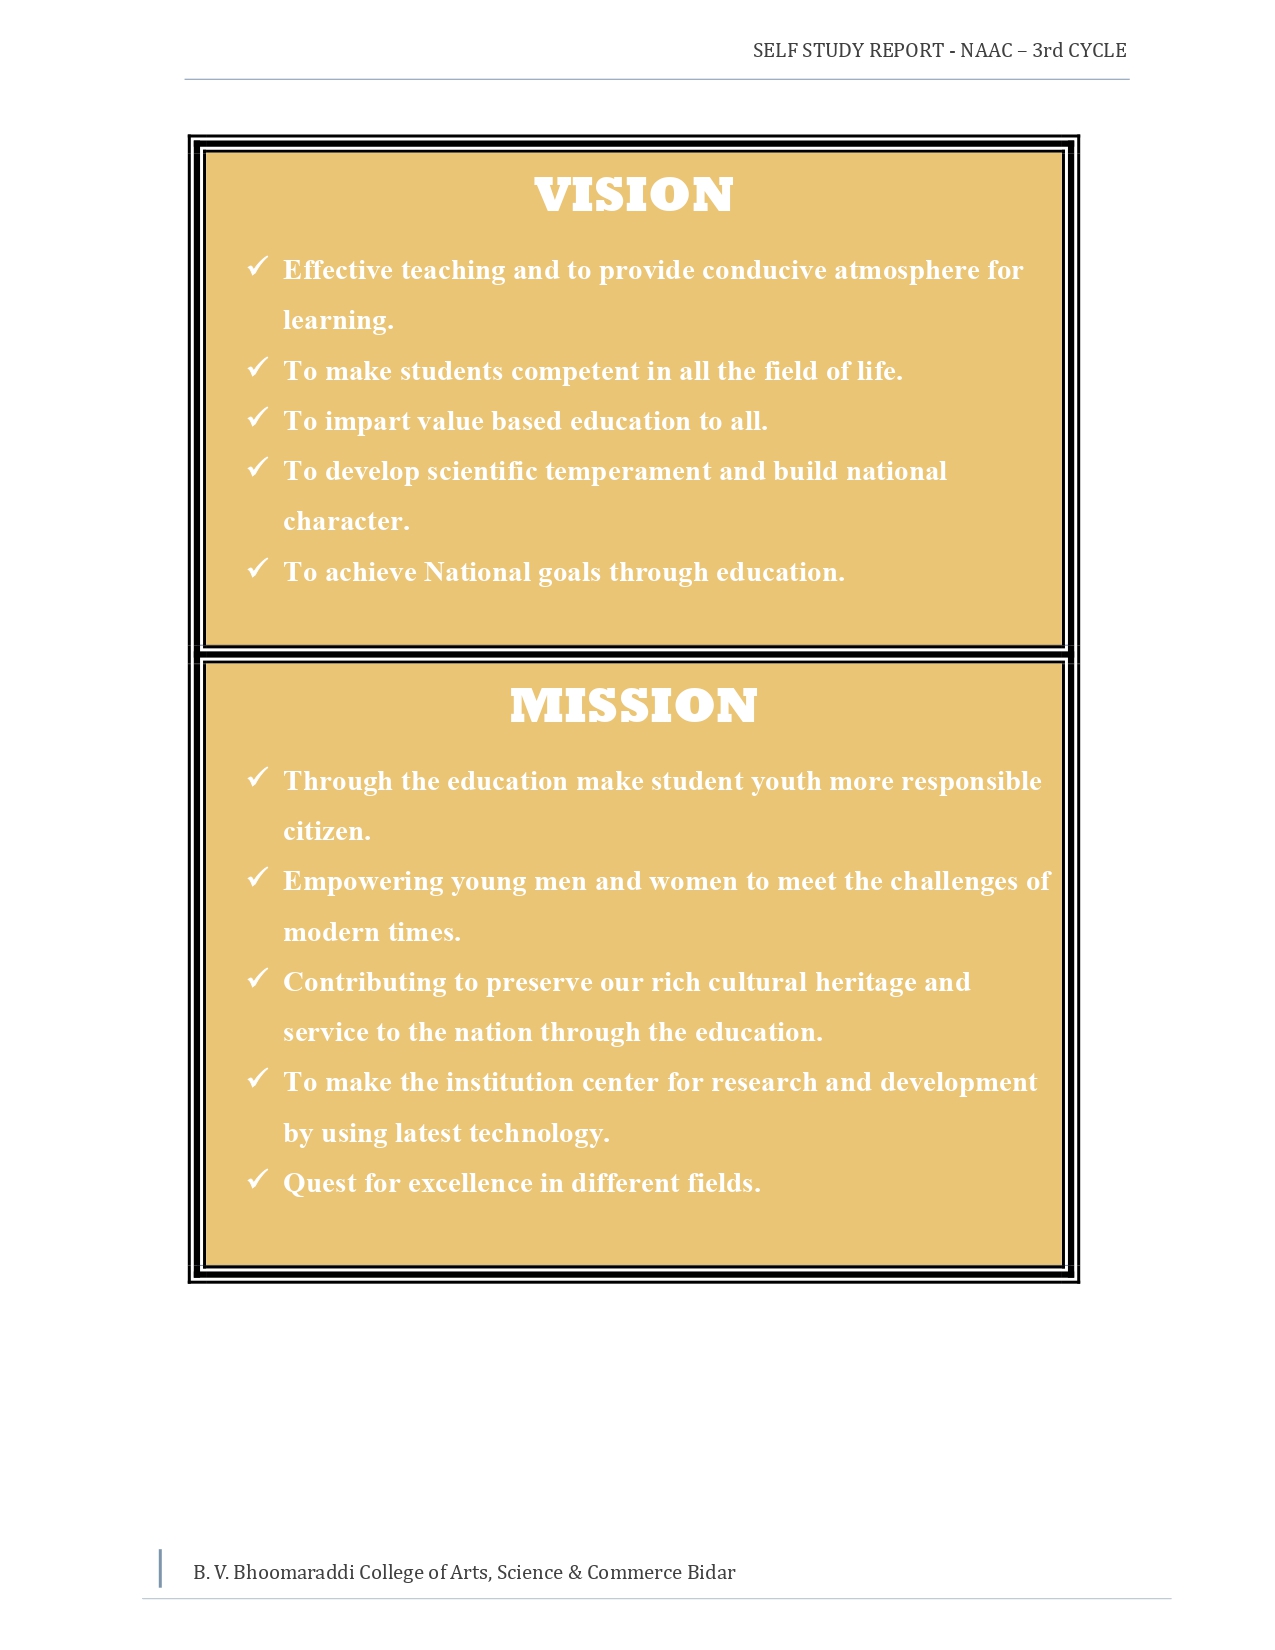 SELF STUDY REPORT - NAAC – 3rd CYCLE
VISION
✓ Effective teaching and to provide conducive atmosphere for
learning.
✓ To make students competent in all the field of life.
✓ To impart value based education to all.
✓ To develop scientific temperament and build national
character.
✓ To achieve National goals through education.
MISSION
✓ Through the education make student youth more responsible
citizen.
✓ Empowering young men and women to meet the challenges of
modern times.
✓ Contributing to preserve our rich cultural heritage and
service to the nation through the education.
✓ To make the institution center for research and development
by using latest technology.
✓ Quest for excellence in different fields.
B. V. Bhoomaraddi College of Arts, Science & Commerce Bidar